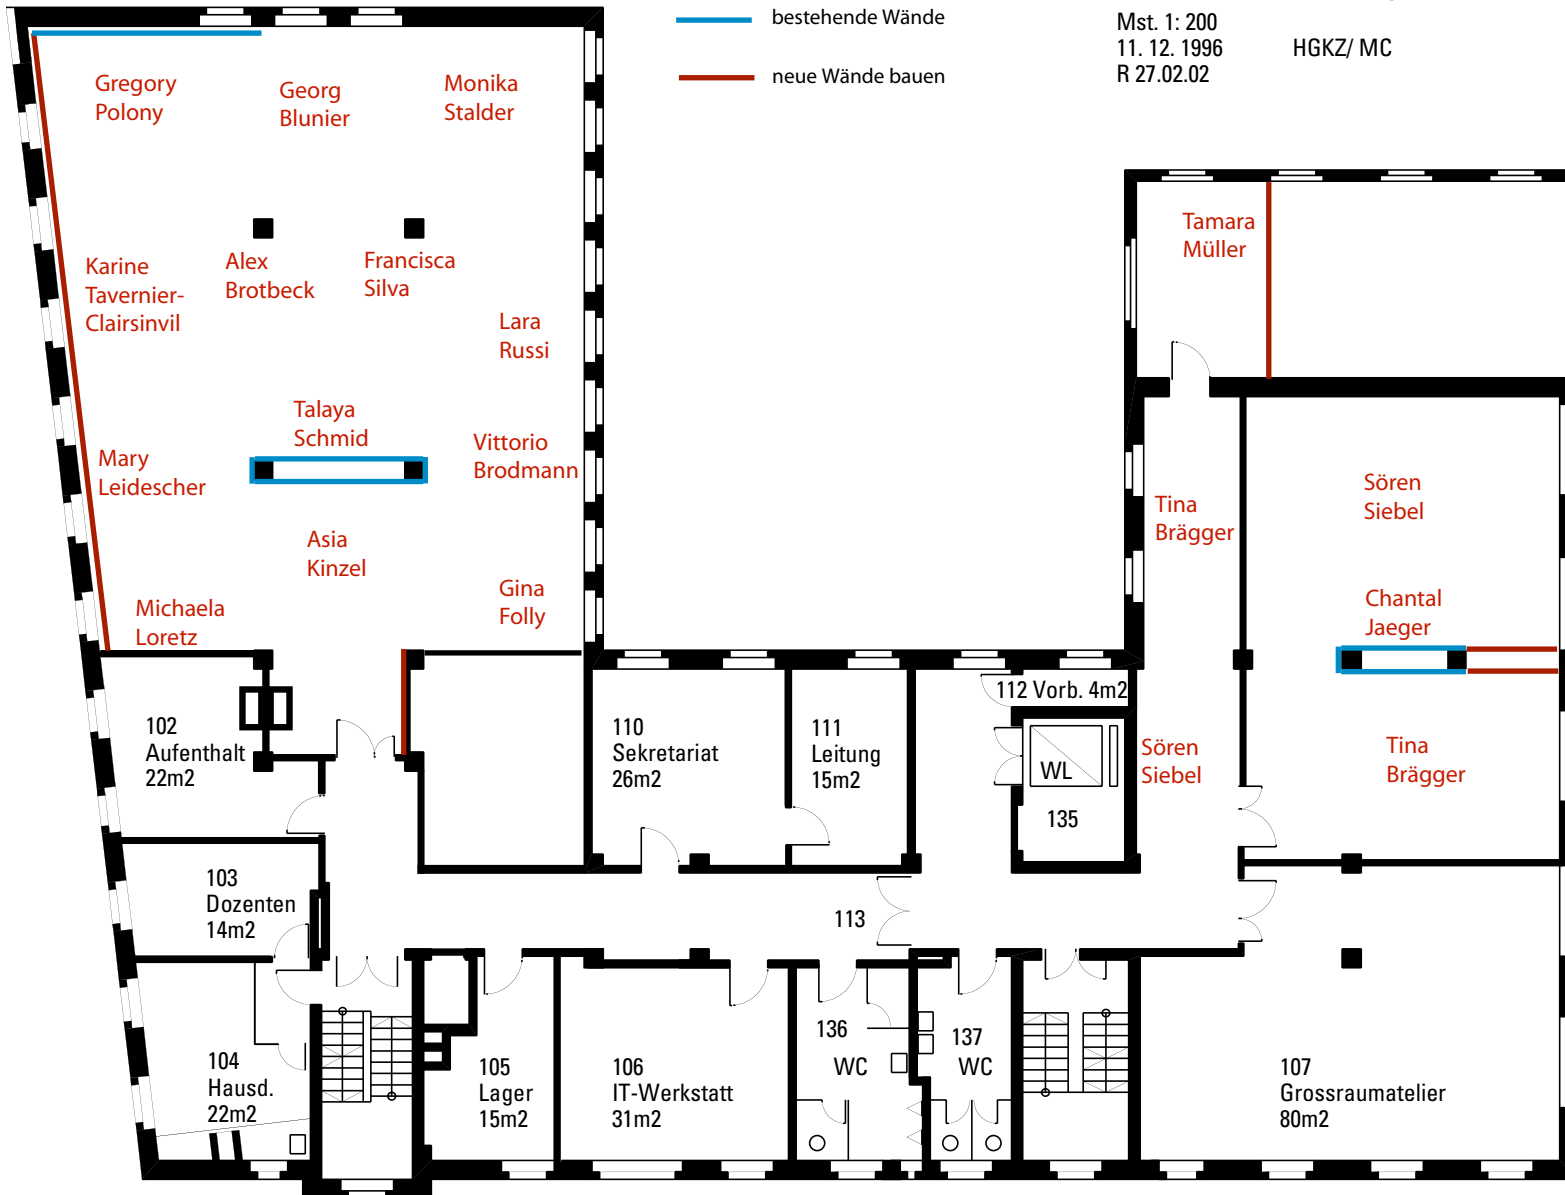 bestehende Wände
neue Wände bauen
Mst. 1: 200
11. 12. 1996 HGKZ/ MC
R 27.02.02
Gregory
Polony
Georg
Blunier
Monika
Stalder
Karine
Tavernier-
Clairsinvil
Alex
Brotbeck
Francisca
Silva
Lara
Russi
Talaya
Schmid
Vittorio
Brodmann
Mary
Leidescher
Asia
Kinzel
Gina
Folly
Michaela
Loretz
Tamara
Müller
Tina
Brägger
Sören
Siebel
Chantal
Jaeger
Sören
Siebel
Tina
Brägger
102
Aufenthalt
22m2
110
Sekretariat
26m2
111
Leitung
15m2
112 Vorb. 4m2
WL
135
103
Dozenten
14m2
113
104
Hausd.
22m2
105
Lager
15m2
106
IT-Werkstatt
31m2
136
WC
137
WC
107
Grossraumatelier
80m2